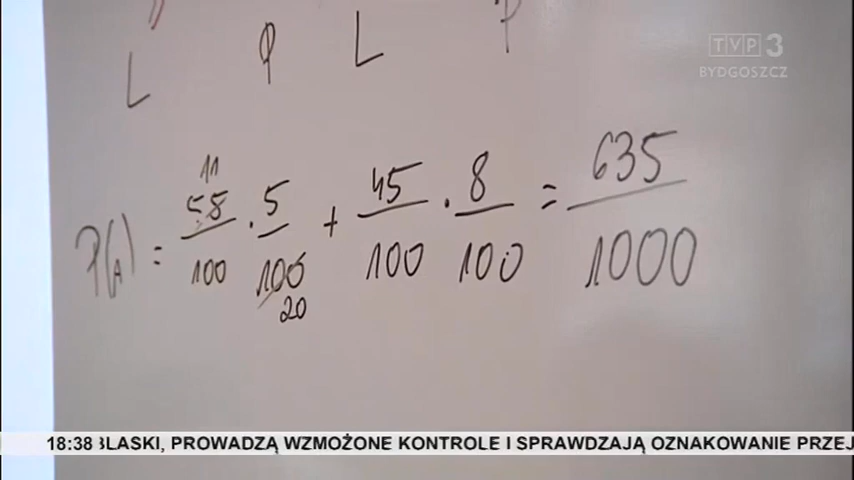 TVP3
BYDGOSZCZ
L P L P
11
P(A) = 58/100 · 5/100 + 45/100 · 8/100 = 635/1000
20
18:38 BLASKI, PROWADZĄ WZMOŻONE KONTROLE I SPRAWDZAJĄ OZNAKOWANIE PRZEJ